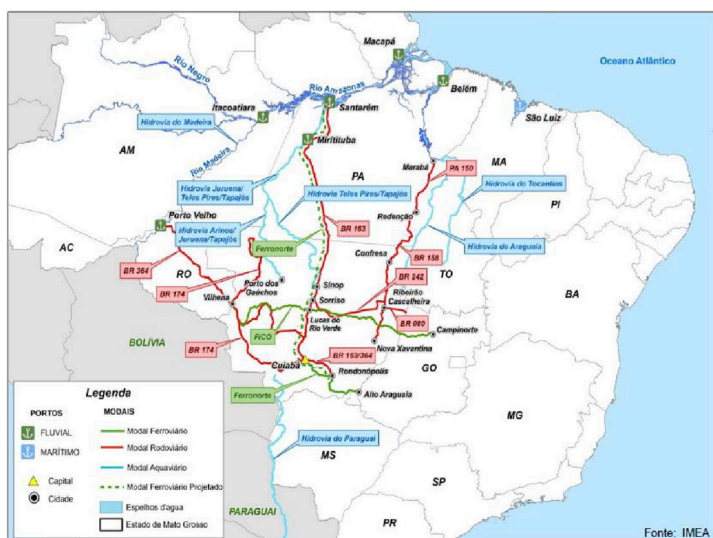 Macapá
Oceano Atlântico
Rio Negro
Rio Amazonas
Belém
Itacoatiara
Santarém
São Luiz
Hidrovia do Madeira
Miritituba
AM
Rio Madeira
Marabá
MA
PA 150
PA
Hidrovia Juruena/
Teles Pires/Tapajós
Hidrovia Teles Pires/Tapajós
Hidrovia do Tocantins
PI
Redenção
Porto Velho
Hidrovia Arinos/
Juruena/Tapajós
BR 163
Hidrovia do Araguaia
AC
Ferronorte
BR 158
Confresa
BR 364
RO
BR 174
BR 242
TO
Porto dos
Gaúchos
Sinop
Ribeirão
Cascalheira
BA
Vilhena
Sorriso
BR 080
Lucas do
Rio Verde
FICO
Campinorte
BOLÍVIA
BR 174
Nova Xavantina
BR 163/364
GO
Cuiabá
Rondonópolis
Ferronorte
Alto Araguaia
Legenda
PORTOS
MODAIS
FLUVIAL
MARÍTIMO
Capital
Cidade
Modal Ferroviário
Modal Rodoviário
Modal Aquaviário
Modal Ferroviário Projetado
Espelhos d'agua
Estado de Mato Grosso
Hidrovia do Paraguai
MG
MS
SP
PARAGUAI
PR
Fonte: IMEA